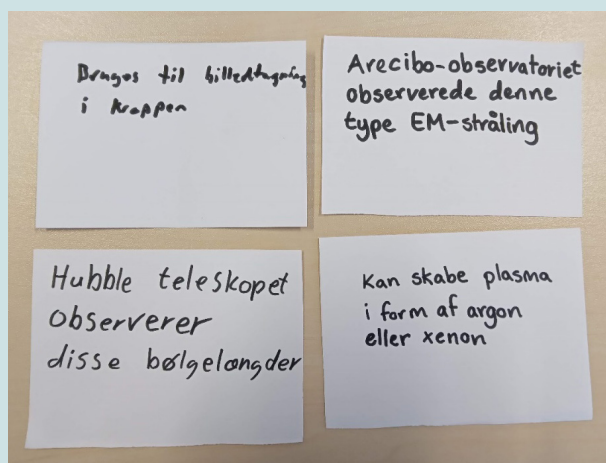 Bruges til billedtagning
i kroppen
Arecibo-observatoriet
observerede denne
type EM-stråling
Hubble teleskopet
observerer
disse bølgelængder
Kan skabe plasma
i form af argon
eller xenon